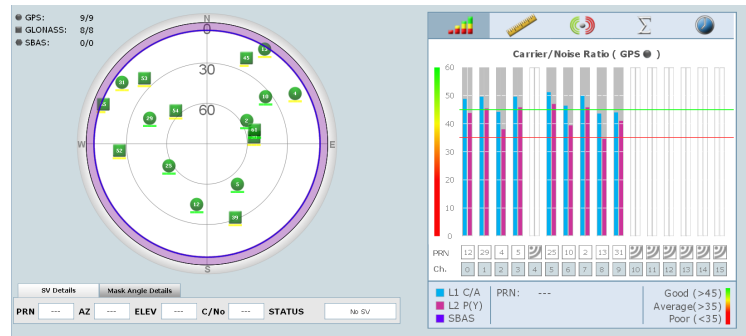 GPS: 9/9
GLONASS: 8/8
SBAS: 0/0
N
0
30
60
W
E
S
45
13
31
53
10
4
54
29
2
61
52
25
5
12
39
SV Details
Mask Angle Details
PRN --- AZ --- ELEV --- C/No --- STATUS No SV
Σ
Carrier/Noise Ratio ( GPS )
60
50
40
30
20
10
0
PRN 12 29 4 5 25 10 2 13 31
Ch. 0 1 2 3 4 5 6 7 8 9 10 11 12 13 14 15
L1 C/A
L2 P(Y)
SBAS
PRN: ---
Good (>45)
Average(>35)
Poor (<35)